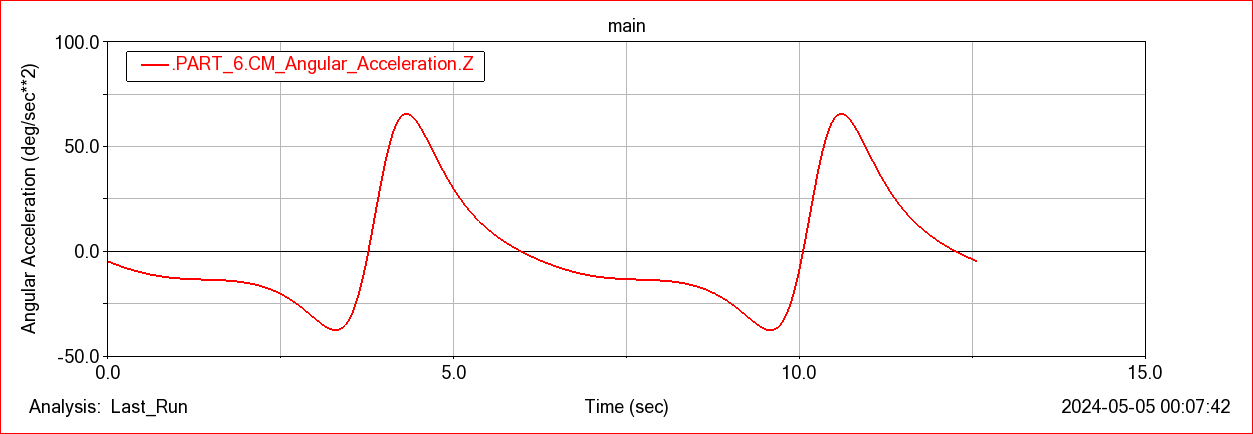 main
100.0
.PART_6.CM_Angular_Acceleration.Z
50.0
0.0
-50.0
Angular Acceleration (deg/sec**2)
0.0 5.0 10.0 15.0
Analysis: Last_Run Time (sec) 2024-05-05 00:07:42